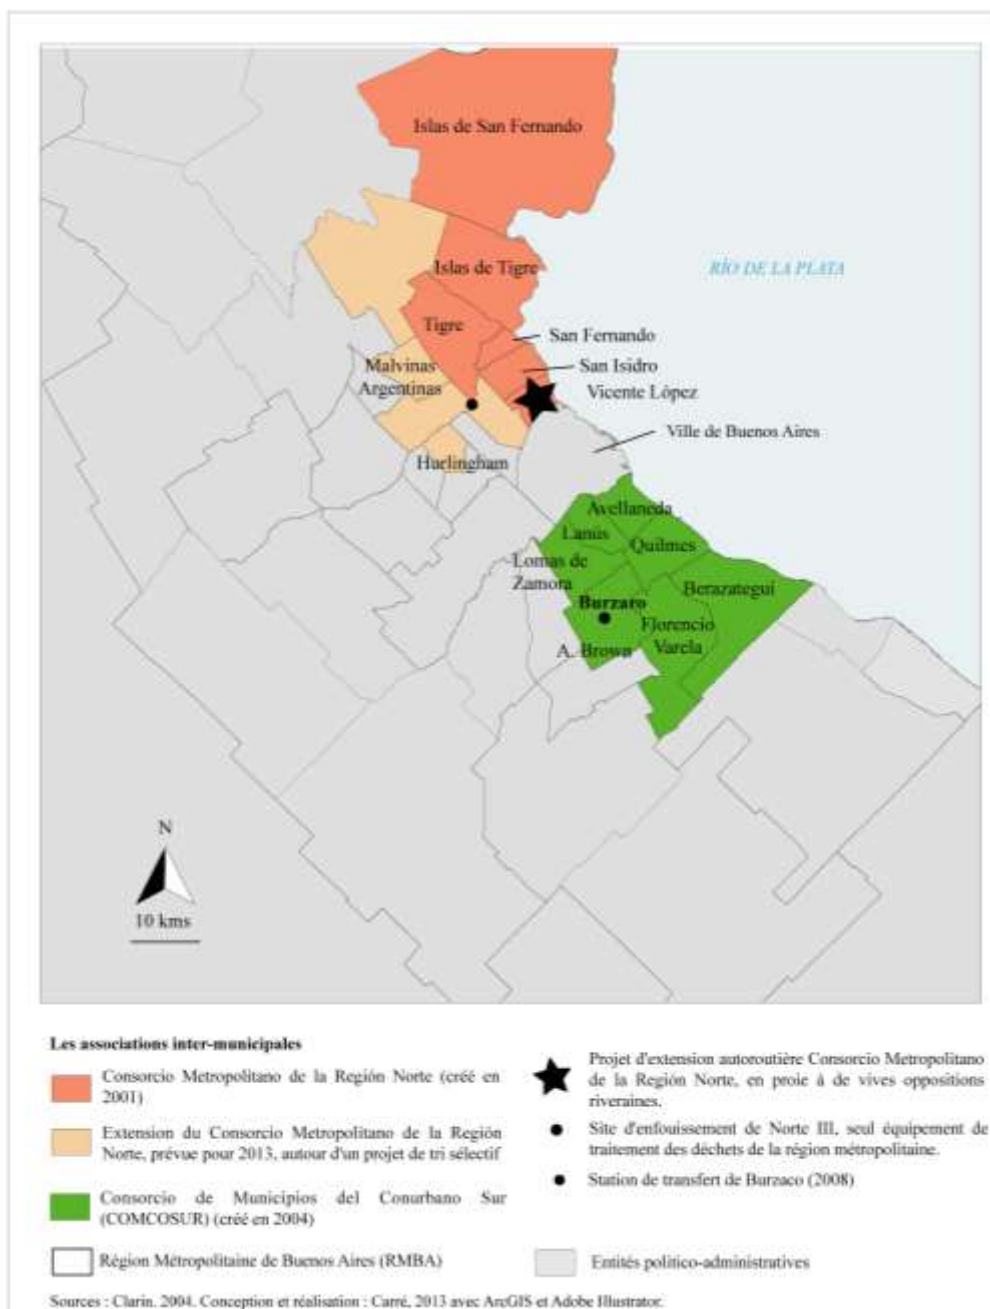 Islas de San Fernando
Islas de Tigre
RÍO DE LA PLATA
Tigre
San Fernando
Malvinas
Argentinas
San Isidro
Vicente López
Ville de Buenos Aires
Hurlingham
Avellaneda
Lanús
Quilmes
Lomas de
Zamora
Berazategui
Burzaro
Florencio
Varela
A. Brown
N
10 kms
Les associations inter-municipales
Consorcio Metropolitano de la Región Norte (créé en
2001)
Extension du Consorcio Metropolitano de la Región
Norte, prévue pour 2013, autour d'un projet de tri sélectif
Consorcio de Municipios del Conurbano Sur
(COMCOSUR) (créé en 2004)
Région Métropolitaine de Buenos Aires (RMBA)
Projet d'extension autoroutière Consorcio Metropolitano
de la Región Norte, en proie à de vives oppositions
riveraines.
Site d'enfouissement de Norte III, seul équipement de
traitement des déchets de la région métropolitaine.
Station de transfert de Burzaco (2008)
Entités politico-administratives
Sources : Clarin, 2004. Conception et réalisation : Carré, 2013 avec ArcGIS et Adobe Illustrator.